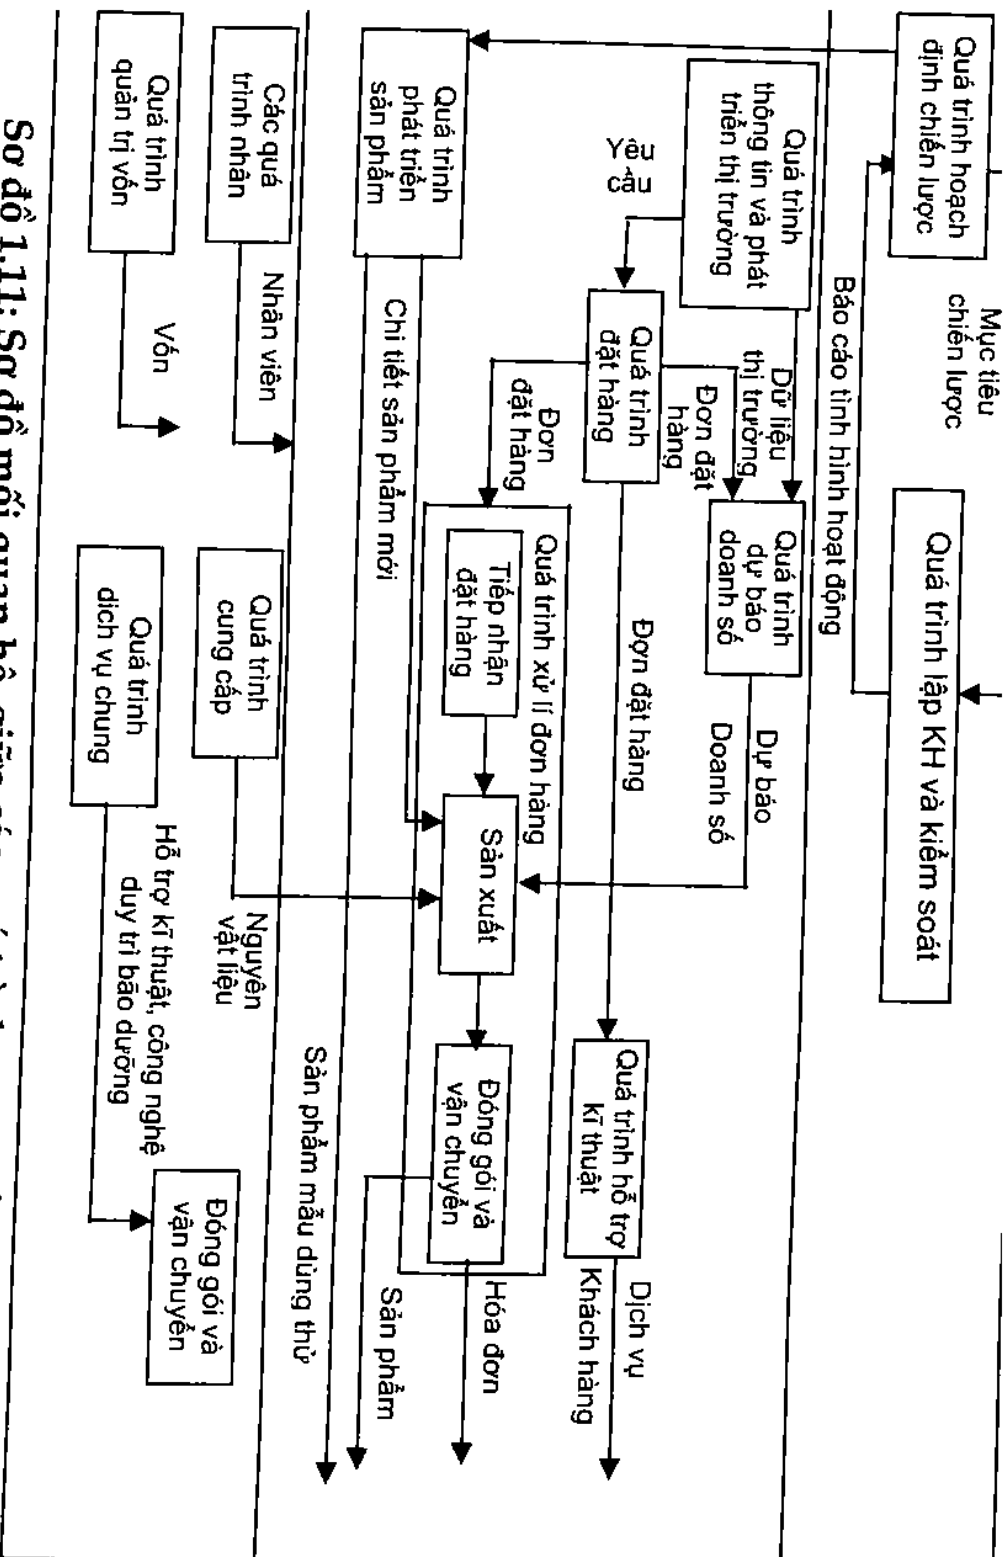 Mục tiêu
chiến lược
Quá trình hoạch
định chiến lược
Quá trình lập KH và kiểm soát
Báo cáo tình hình hoạt động
Quá trình
thông tin và phát
triển thị trường
Dữ liệu
thị trường
Quá trình
dự báo
doanh số
Dự báo
Doanh số
Yêu
cầu
Đơn đặt
hàng
Quá trình
đặt hàng
Đơn đặt hàng
Quá trình hỗ trợ
kĩ thuật
Dịch vụ
Khách hàng
Đơn
đặt hàng
Quá trình xử lí đơn hàng
Tiếp nhận
đặt hàng
Sản xuất
Đóng gói và
vận chuyển
Hóa đơn
Quá trình
phát triển
sản phẩm
Chi tiết sản phẩm mới
Sản phẩm
Sản phẩm mẫu dùng thử
Các quá
trình nhân
Nhân viên
Quá trình
cung cấp
Nguyên
vật liệu
Quá trình
quản trị vốn
Vốn
Quá trình
dich vụ chung
Hỗ trợ kĩ thuật, công nghệ
duy trì bão dưỡng
Đóng gói và
vận chuyển
Sơ đồ 1.11: Sơ đồ mối quan hệ giữa